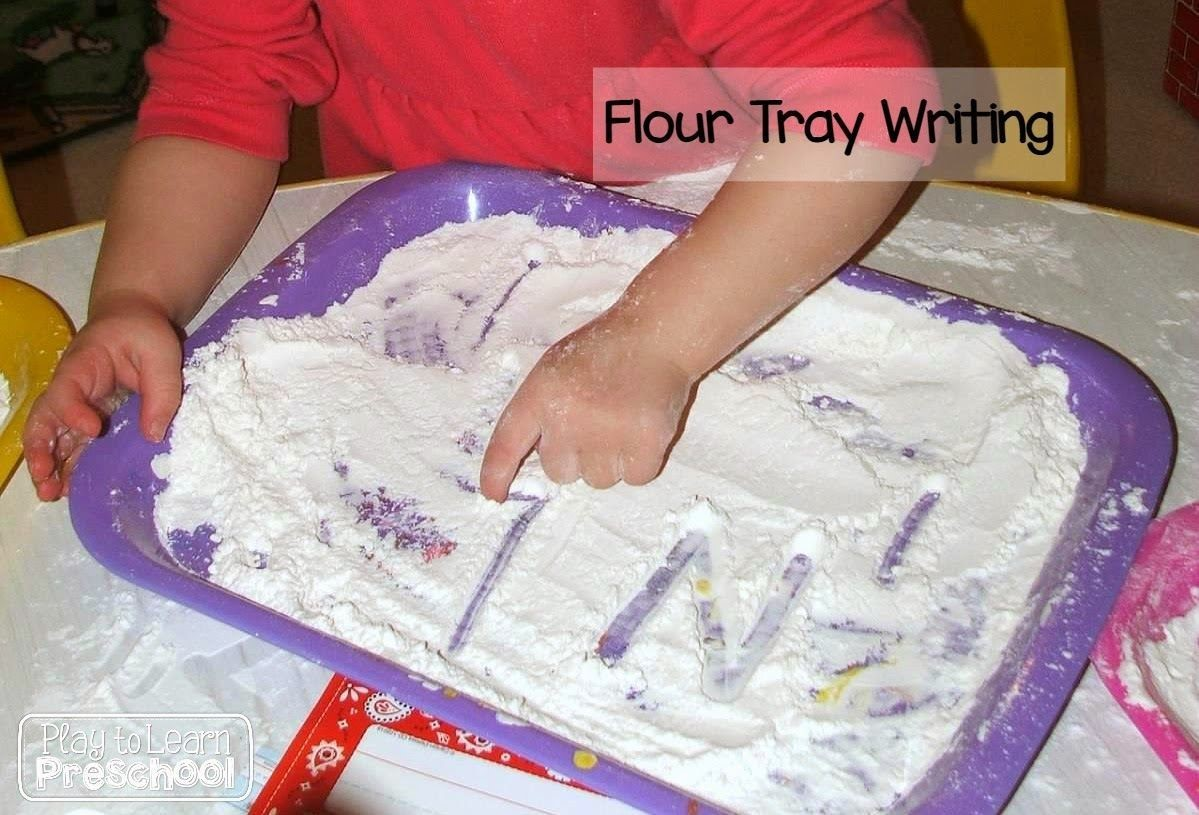 Flour Tray Writing
N
Play to Learn
Preschool